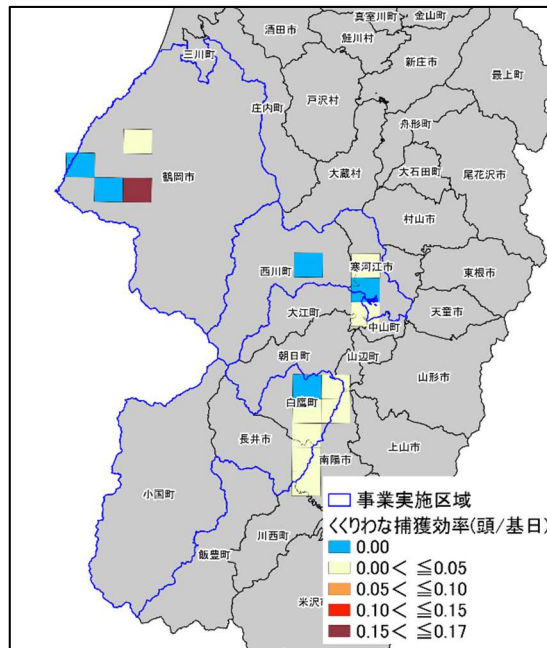 酒田市
真室川町
金山町
鮭川村
三川町
新庄市
最上町
庄内町
戸沢村
舟形町
鶴岡市
大蔵村
大石田町
尾花沢市
村山市
西川町
寒河江市
東根市
大江町
天童市
中山町
朝日町
山辺町
山形市
白鷹町
長井市
上山市
南陽市
小国町
川西町
飯豊町
米沢市
事業実施区域
くくりわな捕獲効率(頭/基日)
0.00
0.00< ≦0.05
0.05< ≦0.10
0.10< ≦0.15
0.15< ≦0.17